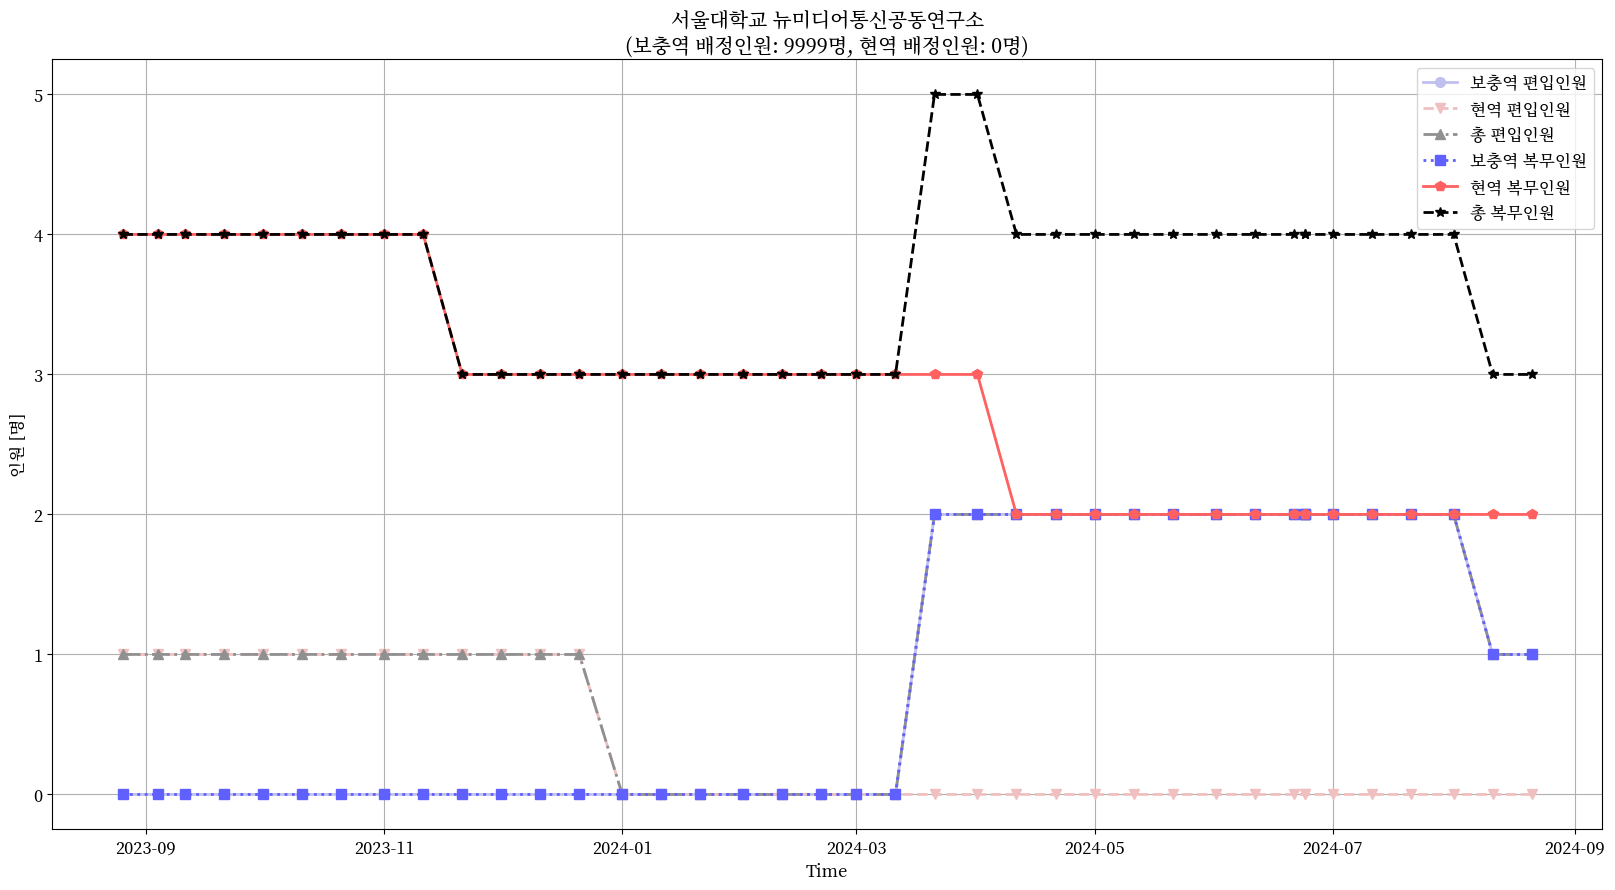 서울대학교 뉴미디어통신공동연구소
(보충역 배정인원: 9999명, 현역 배정인원: 0명)
보충역 편입인원
현역 편입인원
총 편입인원
보충역 복무인원
현역 복무인원
총 복무인원
인원 [명]
5
4
3
2
1
0
2023-09 2023-11 2024-01 2024-03 2024-05 2024-07 2024-09
Time